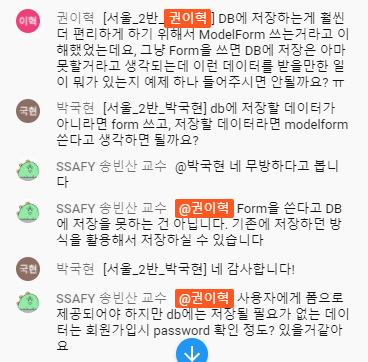 이혁 권이혁 [서울_2반_권이혁] DB에 저장하는게 훨씬
더 편리하게 하기 위해서 ModelForm 쓰는거라고 이
해했었는데요, 그냥 Form을 쓰면 DB에 저장은 아마
못할거라고 생각되는데 이런 데이터를 받을만한 일
이 뭐가 있는지 예제 하나 들어주시면 안될까요? ㅠ
국현 박국현 [서울_2반_박국현] db에 저장할 데이터가
아니라면 form 쓰고, 저장할 데이터라면 modelform
쓴다고 생각하면 될까요?
SSAFY 송빈산 교수 @박국현 네 무방하다고 봅니
다
SSAFY 송빈산 교수 @권이혁 Form을 쓴다고 DB
에 저장을 못하는 건 아닙니다. 기존에 저장하던 방
식을 활용해서 저장하실 수 있습니다
국현 박국현 [서울_2반_박국현] 네 감사합니다!
SSAFY 송빈산 교수 @권이혁 사용자에게 폼으로
제공되어야 하지만 db에는 저장될 필요가 없는 데이
터는 회원가입시 password 확인 정도? 있을거같아
요